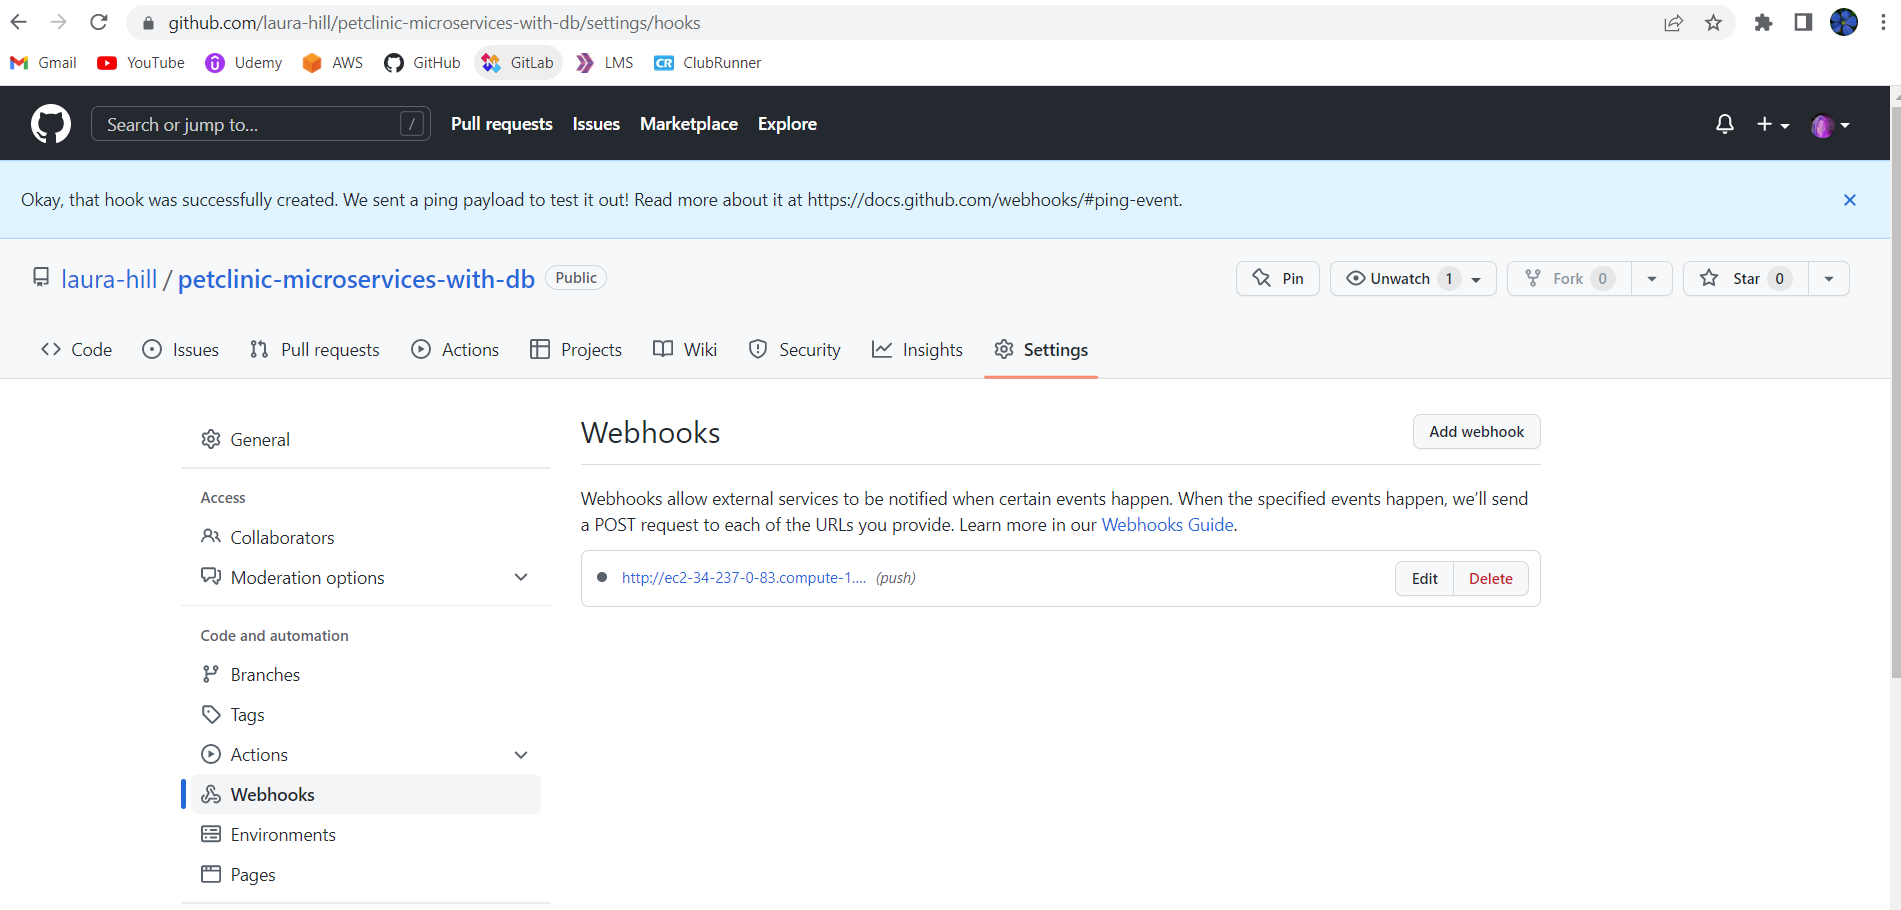 github.com/laura-hill/petclinic-microservices-with-db/settings/hooks
Gmail YouTube Udemy AWS GitHub GitLab LMS CR ClubRunner
Search or jump to... / Pull requests Issues Marketplace Explore
Okay, that hook was successfully created. We sent a ping payload to test it out! Read more about it at https://docs.github.com/webhooks/#ping-event.
laura-hill / petclinic-microservices-with-db Public Pin Unwatch 1 Fork 0 Star 0
Code Issues Pull requests Actions Projects Wiki Security Insights Settings
General
Access
Collaborators
Moderation options
Code and automation
Branches
Tags
Actions
Webhooks
Environments
Pages
Webhooks Add webhook
Webhooks allow external services to be notified when certain events happen. When the specified events happen, we’ll send
a POST request to each of the URLs you provide. Learn more in our Webhooks Guide.
http://ec2-34-237-0-83.compute-1.... (push) Edit Delete